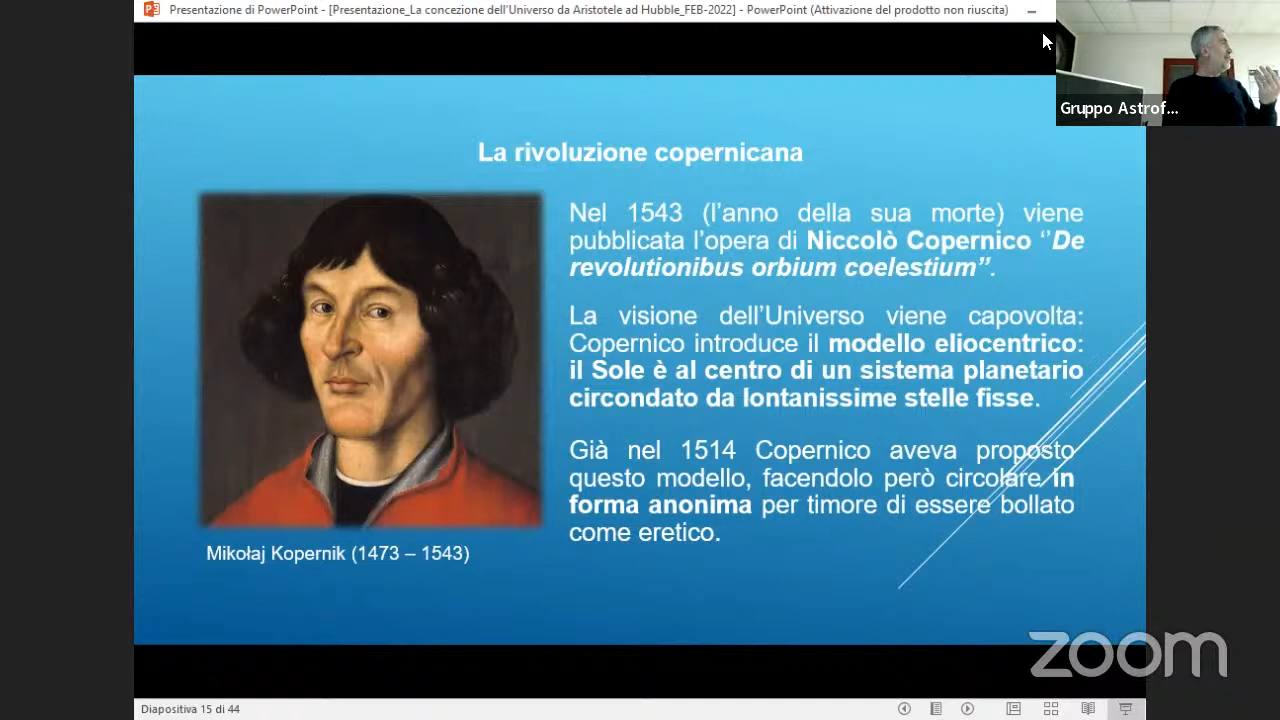 Presentazione di PowerPoint - [Presentazione_La concezione dell'Universo da Aristotele ad Hubble_FEB-2022] - PowerPoint (Attivazione del prodotto non riuscita)
Gruppo Astrof...
La rivoluzione copernicana
Nel 1543 (l’anno della sua morte) viene
pubblicata l’opera di Niccolò Copernico ‘’De
revolutionibus orbium coelestium’’.
La visione dell’Universo viene capovolta:
Copernico introduce il modello eliocentrico:
il Sole è al centro di un sistema planetario
circondato da lontanissime stelle fisse.
Già nel 1514 Copernico aveva proposto
questo modello, facendolo però circolare in
forma anonima per timore di essere bollato
come eretico.
Mikołaj Kopernik (1473 – 1543)
zoom
Diapositiva 15 di 44